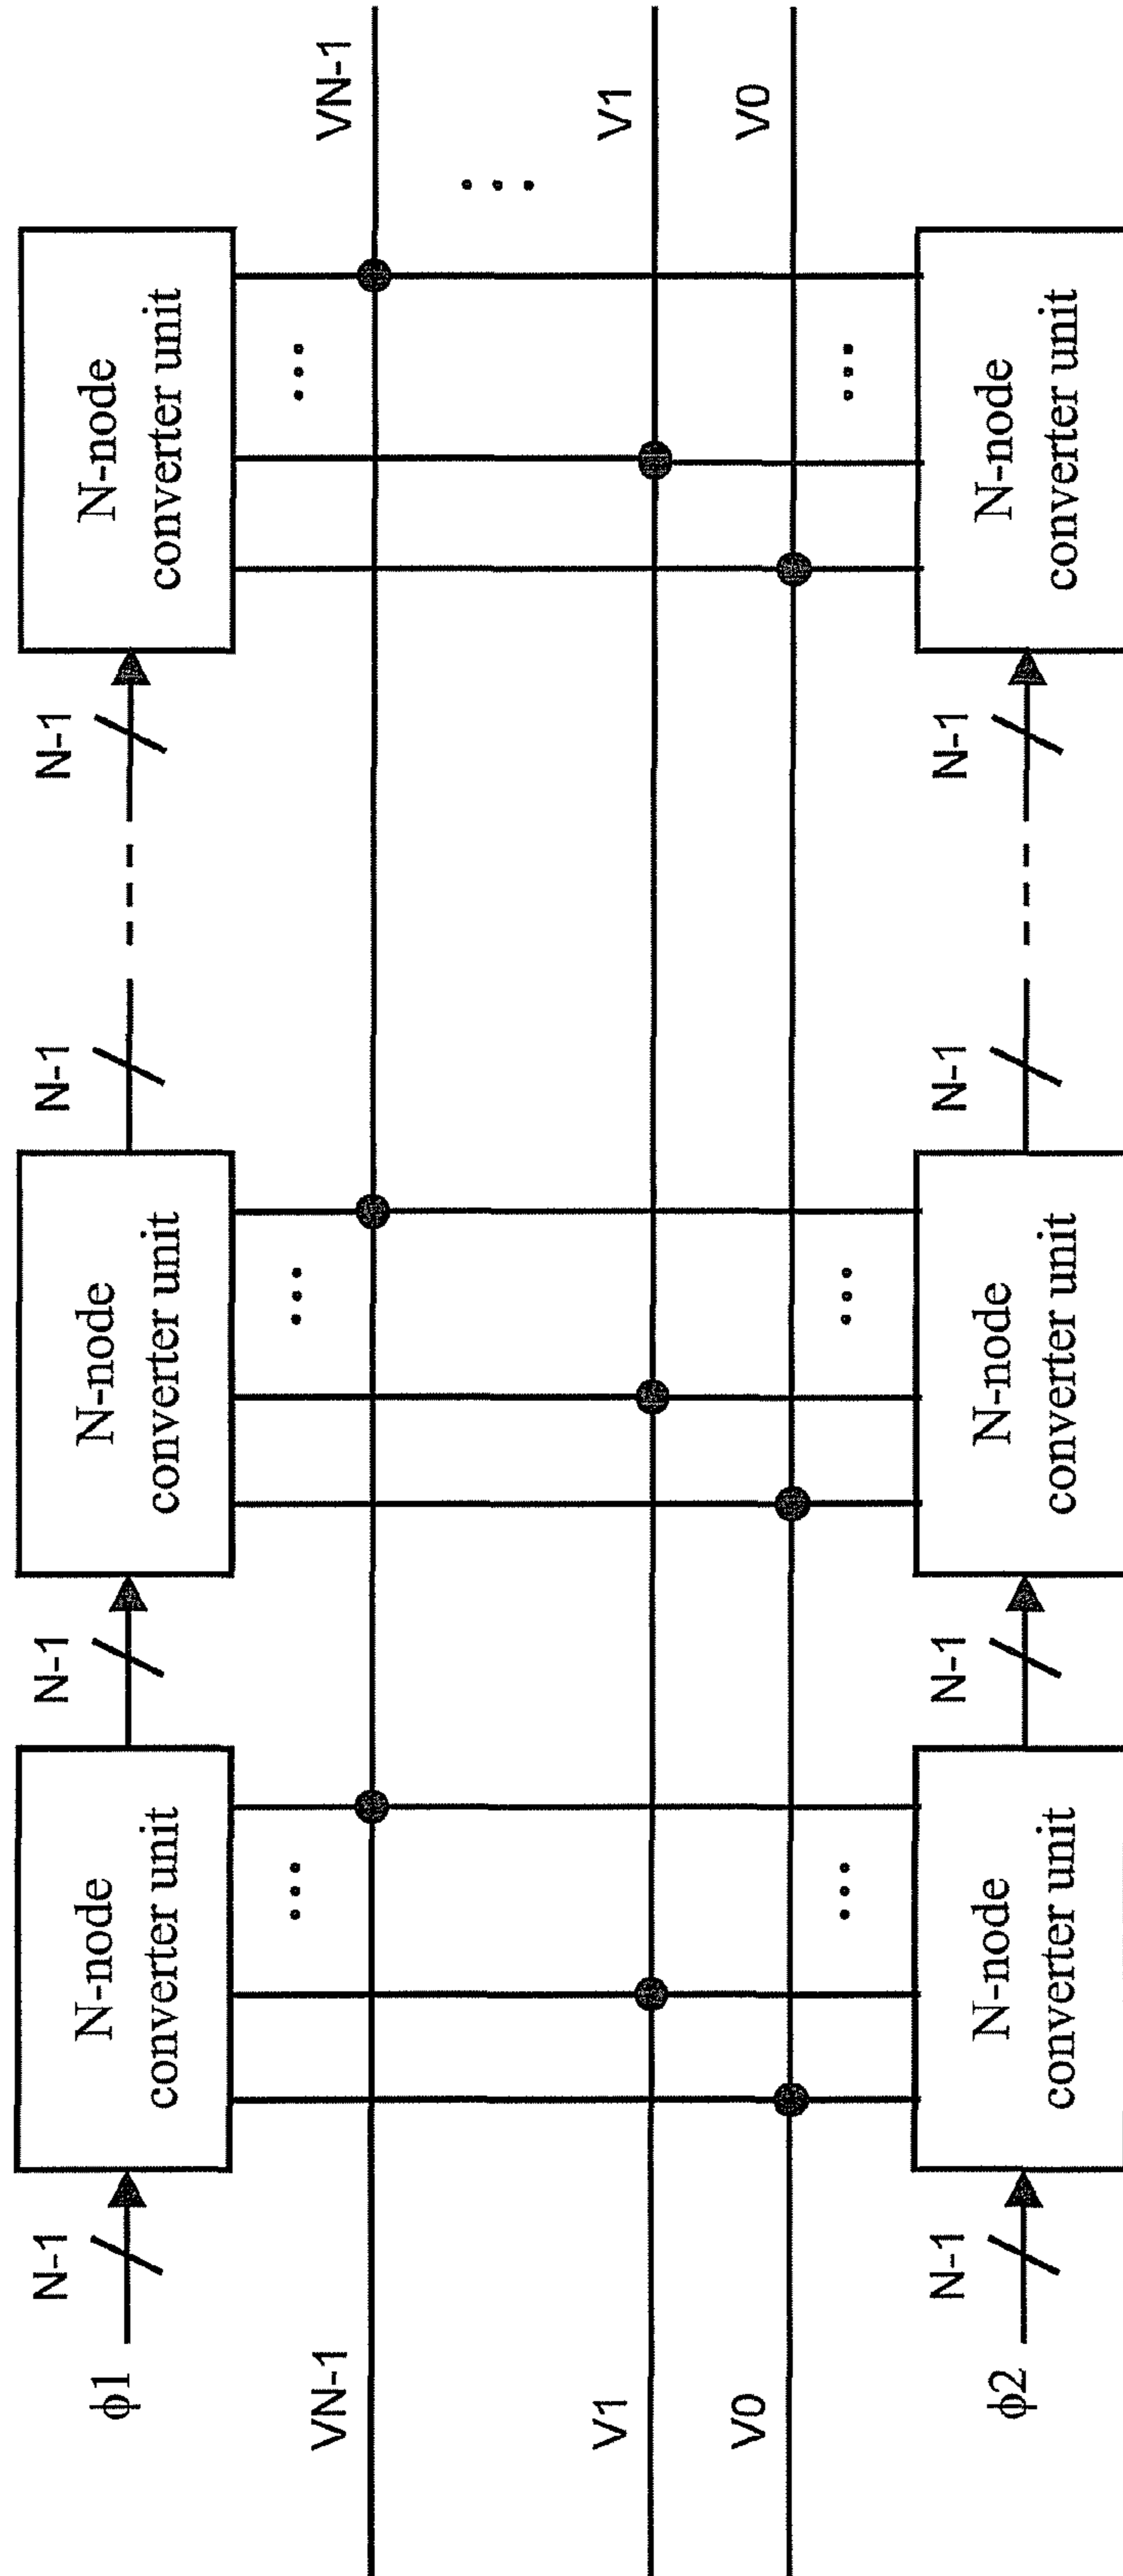 N-1
N-1
N-1
N-1
ϕ1
N-node
converter unit
N-node
converter unit
N-node
converter unit
VN-1
VN-1
V1
V1
V0
V0
N-1
N-1
N-1
N-1
ϕ2
N-node
converter unit
N-node
converter unit
N-node
converter unit